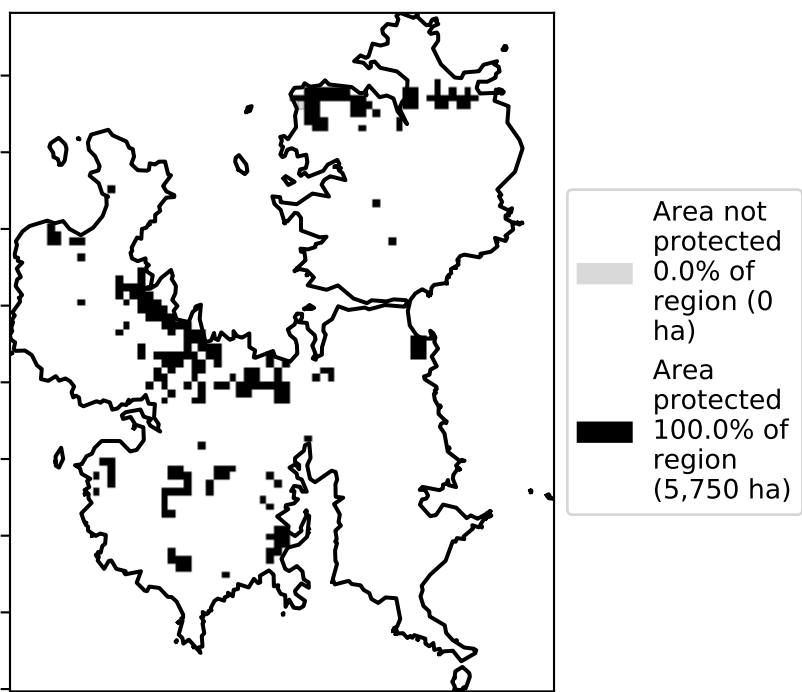 Area not
protected
0.0% of
region (0
ha)
Area
protected
100.0% of
region
(5,750 ha)